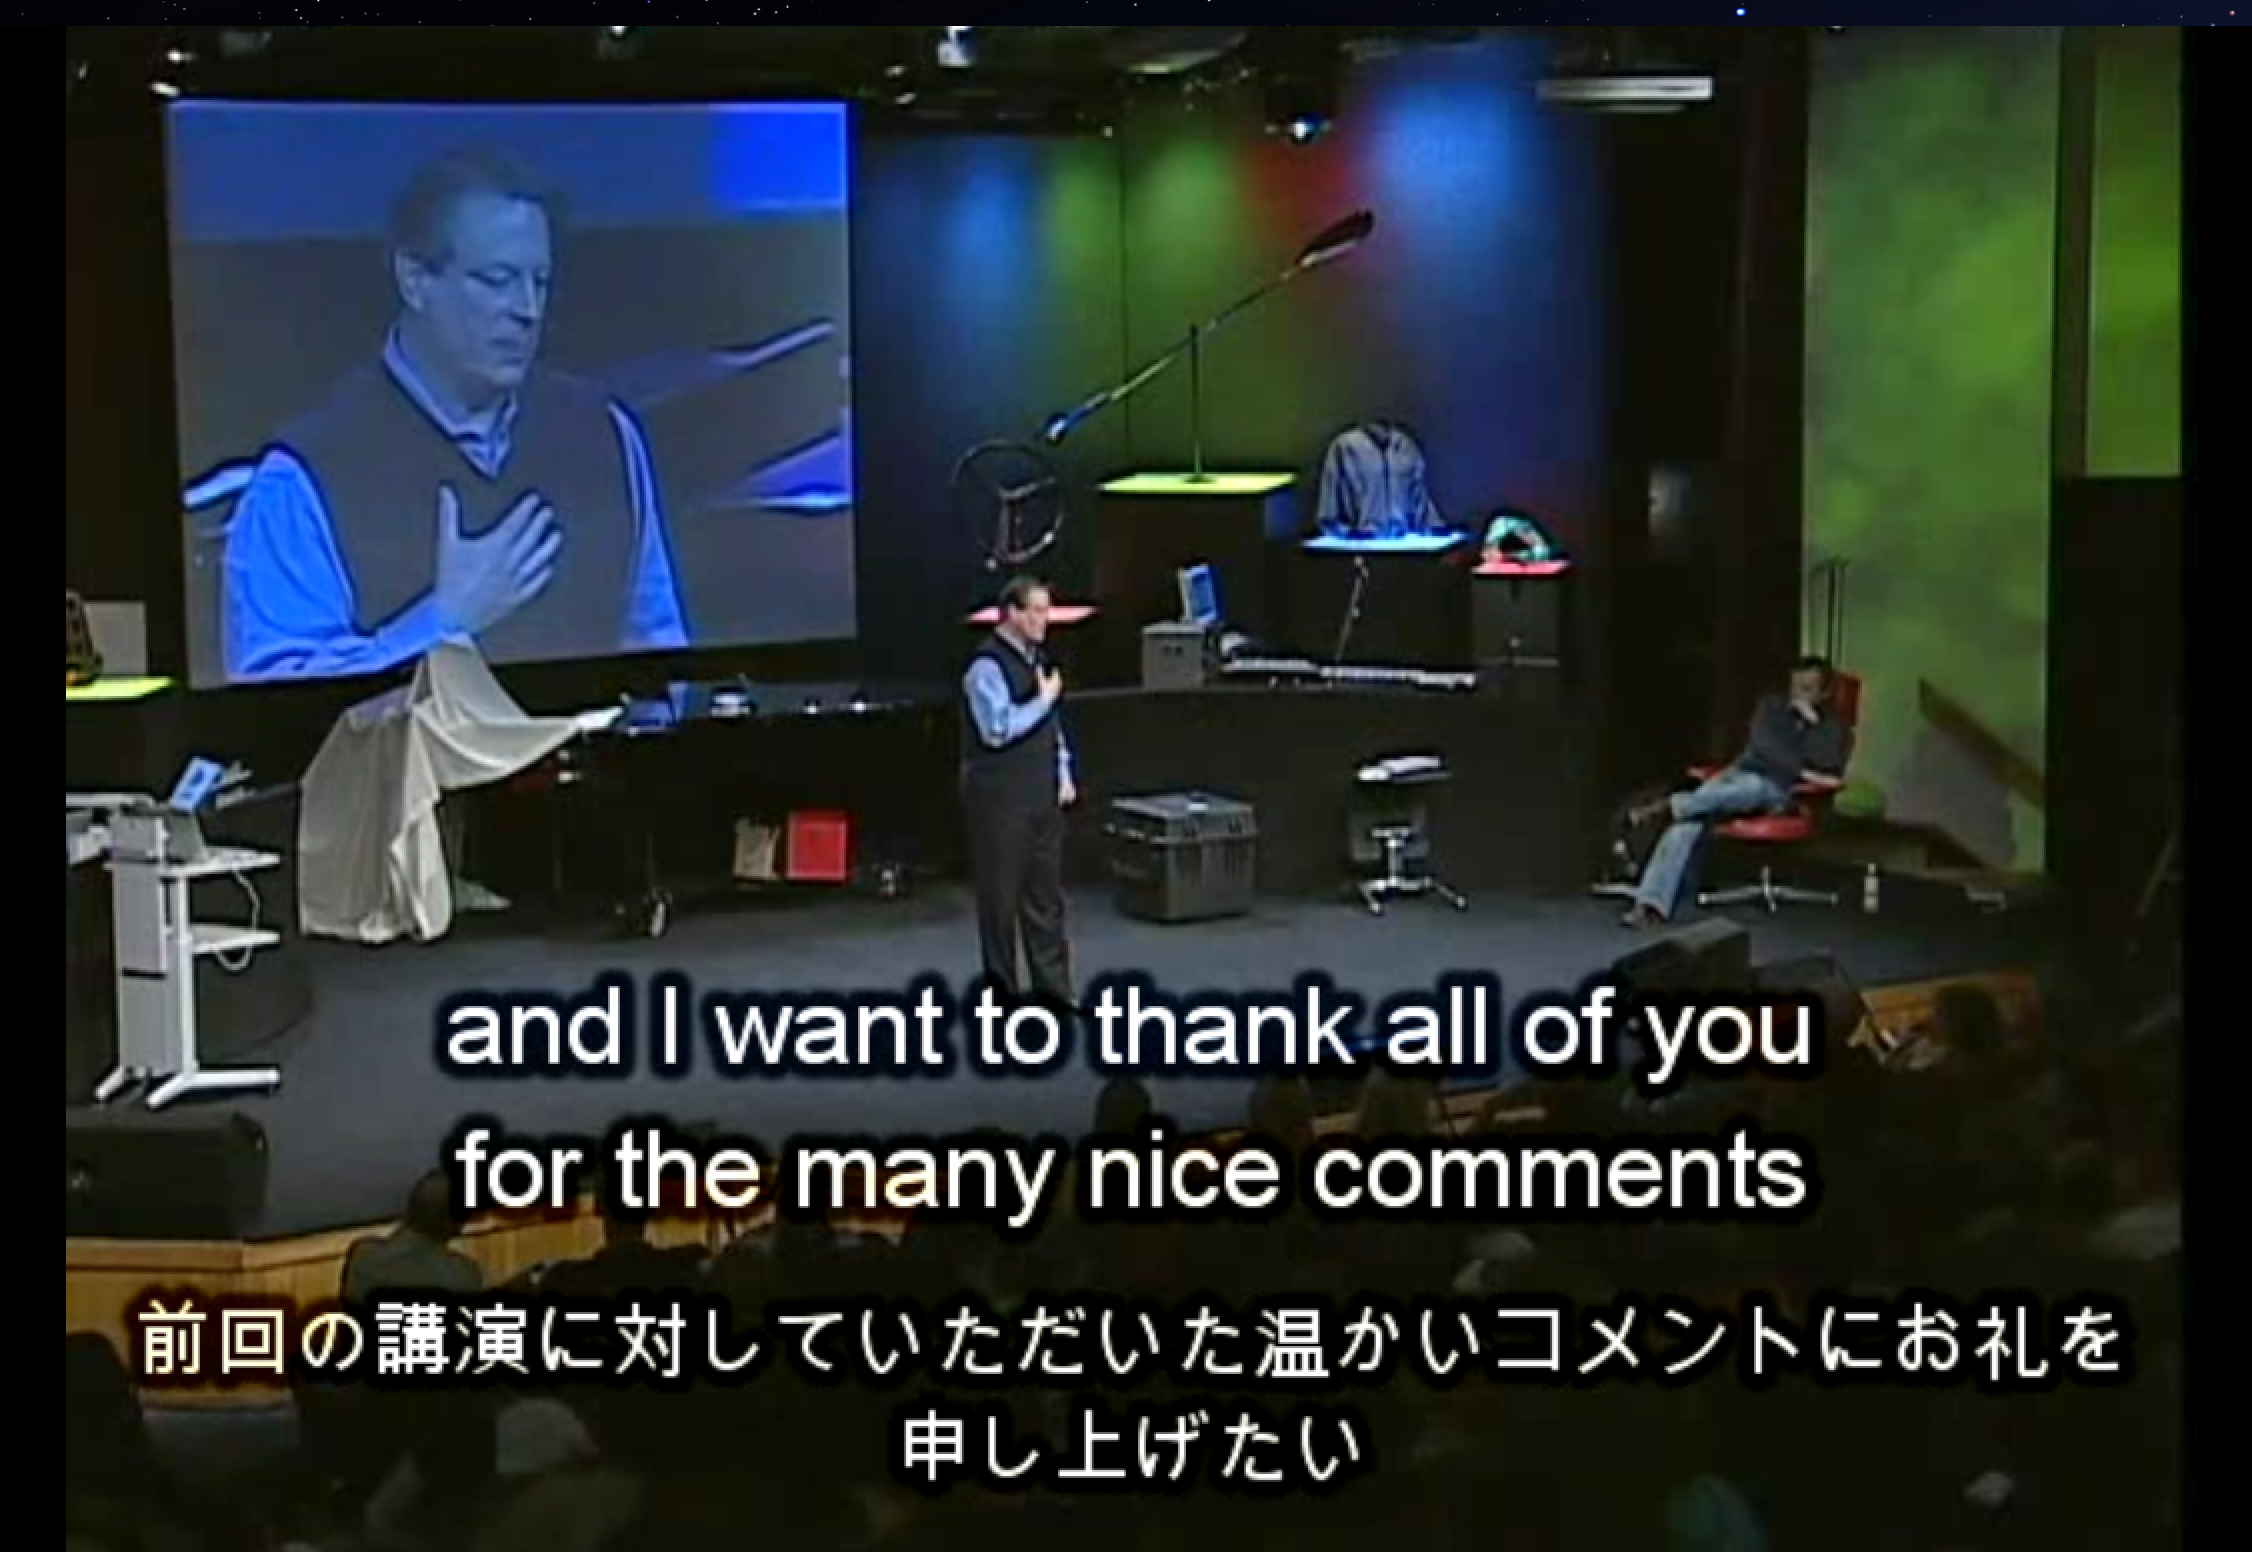 and I want to thank all of you
for the many nice comments
前回の講演に対していただいた温かいコメントにお礼を
申し上げたい